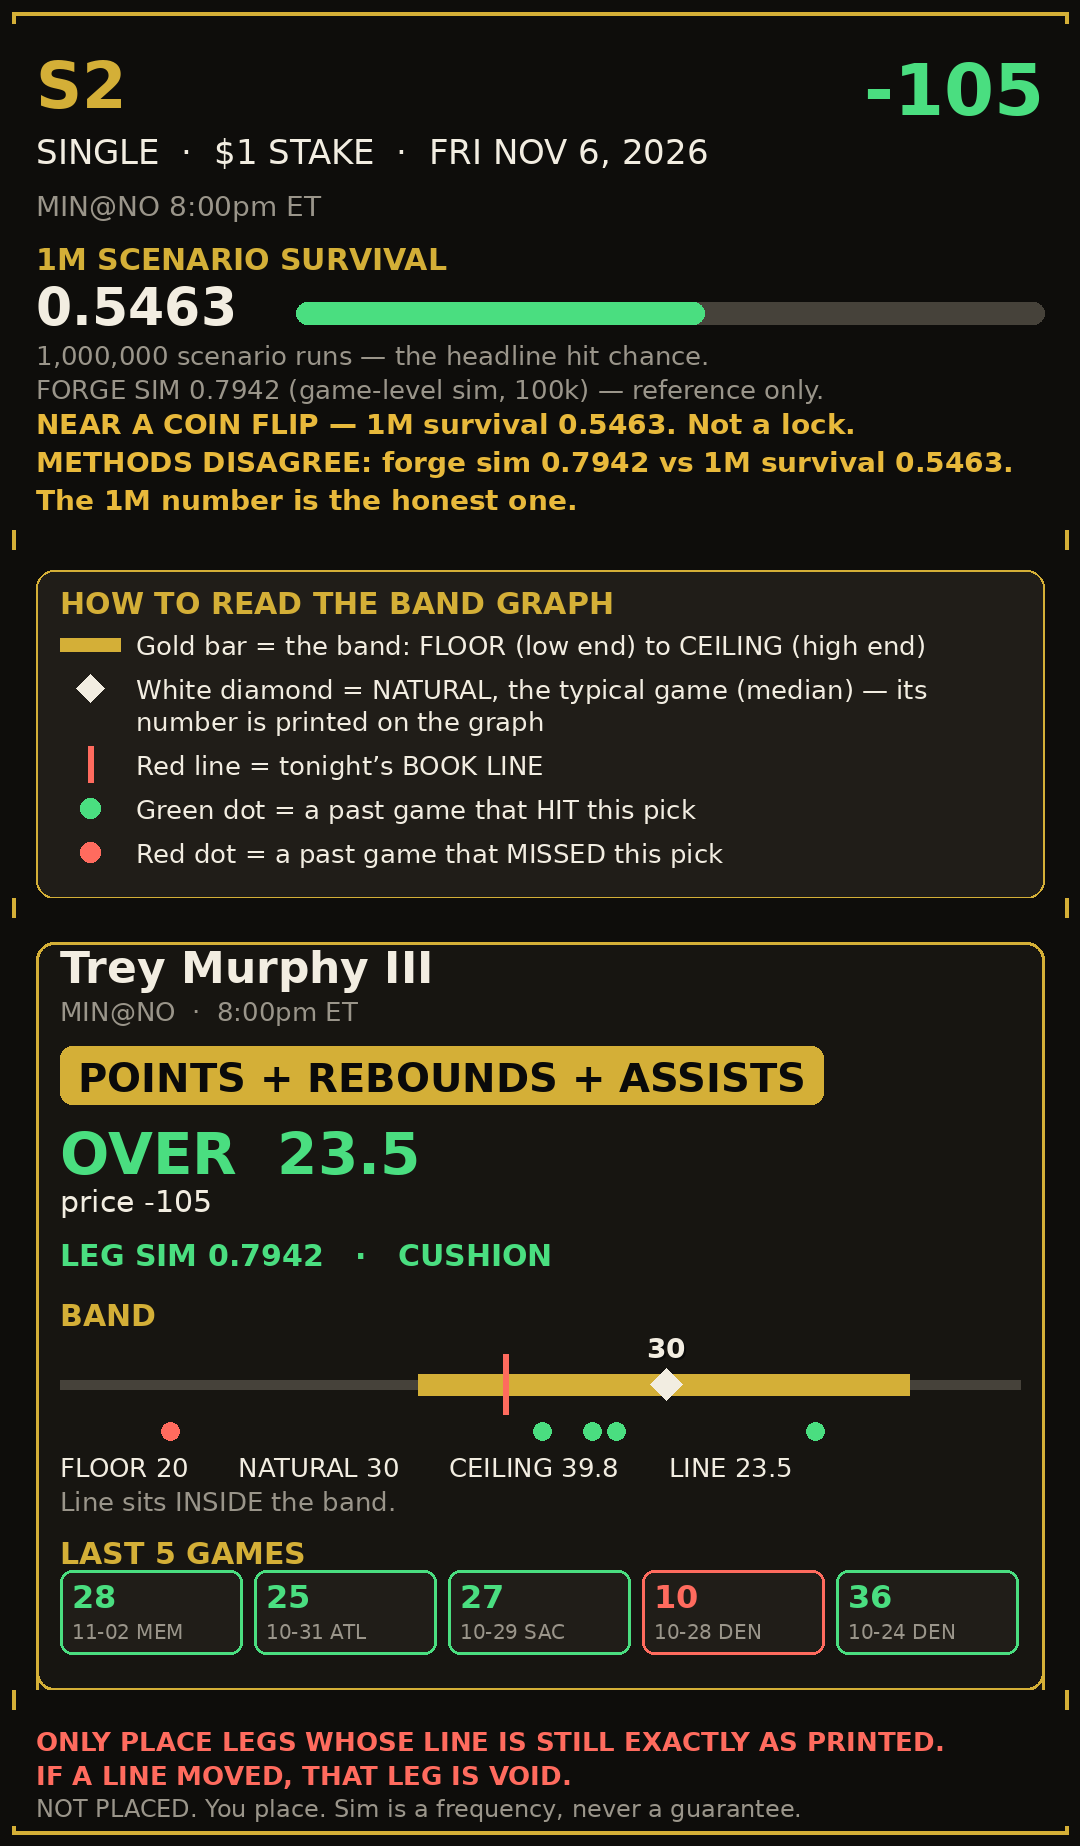 S2
-105
SINGLE · $1 STAKE · FRI NOV 6, 2026
MIN@NO 8:00pm ET
1M SCENARIO SURVIVAL
0.5463
1,000,000 scenario runs — the headline hit chance.
FORGE SIM 0.7942 (game-level sim, 100k) — reference only.
NEAR A COIN FLIP — 1M survival 0.5463. Not a lock.
METHODS DISAGREE: forge sim 0.7942 vs 1M survival 0.5463.
The 1M number is the honest one.
HOW TO READ THE BAND GRAPH
Gold bar = the band: FLOOR (low end) to CEILING (high end)
White diamond = NATURAL, the typical game (median) — its
number is printed on the graph
Red line = tonight’s BOOK LINE
Green dot = a past game that HIT this pick
Red dot = a past game that MISSED this pick
Trey Murphy III
MIN@NO · 8:00pm ET
POINTS + REBOUNDS + ASSISTS
OVER 23.5
price -105
LEG SIM 0.7942 · CUSHION
BAND
30
FLOOR 20 NATURAL 30 CEILING 39.8 LINE 23.5
Line sits INSIDE the band.
LAST 5 GAMES
28 25 27 10 36
11-02 MEM 10-31 ATL 10-29 SAC 10-28 DEN 10-24 DEN
ONLY PLACE LEGS WHOSE LINE IS STILL EXACTLY AS PRINTED.
IF A LINE MOVED, THAT LEG IS VOID.
NOT PLACED. You place. Sim is a frequency, never a guarantee.